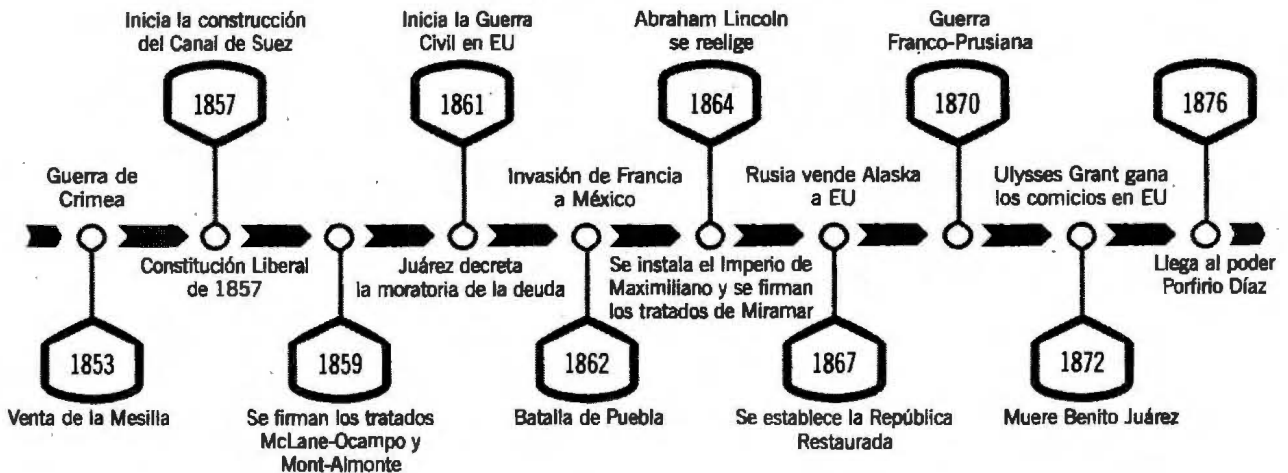 Inicia la construcción
del Canal de Suez
1857
Inicia la Guerra
Civil en EU
1861
Abraham Lincoln
se reelige
1864
Guerra
Franco-Prusiana
1870
1876
Guerra de
Crimea
Invasión de Francia
a México
Rusia vende Alaska
a EU
Ulysses Grant gana
los comicios en EU
Constitución Liberal
de 1857
Juárez decreta
la moratoria de la deuda
Se instala el Imperio de
Maximiliano y se firman
los tratados de Miramar
Llega al poder
Porfirio Díaz
1853
Venta de la Mesilla
1859
Se firman los tratados
McLane-Ocampo y
Mont-Almonte
1862
Batalla de Puebla
1867
Se establece la República
Restaurada
1872
Muere Benito Juárez